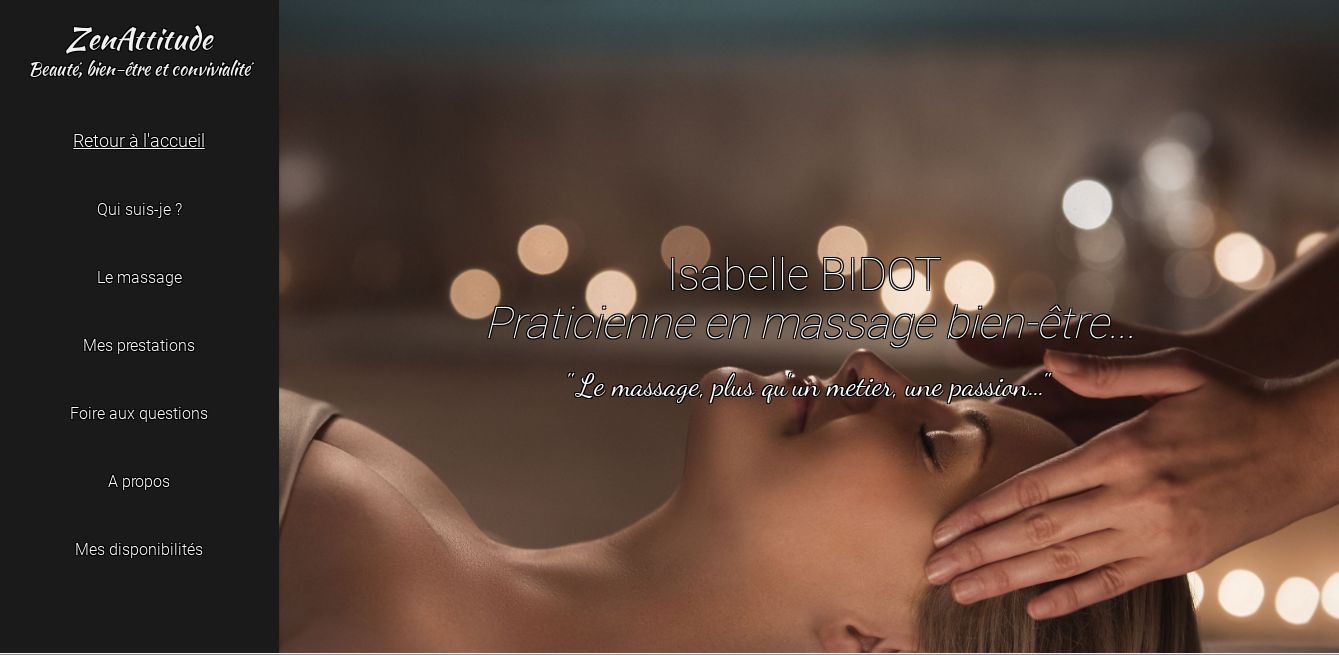 ZenAttitude
Beauté, bien-être et convivialité
Retour à l'accueil
Qui suis-je ?
Le massage
Mes prestations
Foire aux questions
A propos
Mes disponibilités
Isabelle BIDOT
Praticienne en massage bien-être...
" Le massage, plus qu'un metier, une passion..."